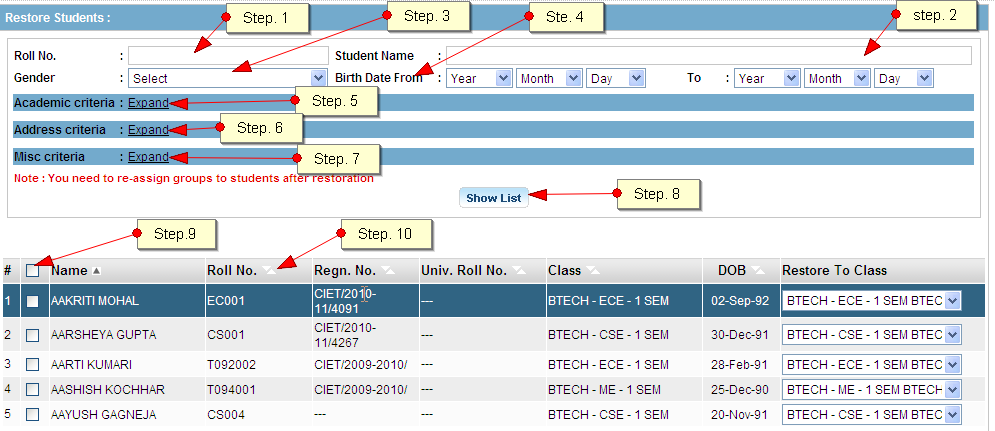 Restore Students :
Step. 1
Step. 3
Ste. 4
step. 2
Roll No. :
Student Name :
Gender : Select
Birth Date From : Year Month Day To : Year Month Day
Academic criteria : Expand
Step. 5
Address criteria : Expand
Step. 6
Misc criteria : Expand
Step. 7
Note : You need to re-assign groups to students after restoration
Show List
Step. 8
Step.9
Step. 10
# Name Roll No. Regn. No. Univ. Roll No. Class DOB Restore To Class
1 AAKRITI MOHAL EC001 CIET/2010- --- BTECH - ECE - 1 SEM 02-Sep-92 BTECH - ECE - 1 SEM BTEC
11/4091
2 AARSHEYA GUPTA CS001 CIET/2010- --- BTECH - CSE - 1 SEM 30-Dec-91 BTECH - CSE - 1 SEM BTEC
11/4267
3 AARTI KUMARI T092002 CIET/2009-2010/ --- BTECH - CSE - 1 SEM 28-Feb-91 BTECH - CSE - 1 SEM BTEC
4 AASHISH KOCHHAR T094001 CIET/2009-2010/ --- BTECH - ME - 1 SEM 25-Dec-90 BTECH - ME - 1 SEM BTECH
5 AAYUSH GAGNEJA CS004 --- --- BTECH - CSE - 1 SEM 20-Nov-91 BTECH - CSE - 1 SEM BTEC